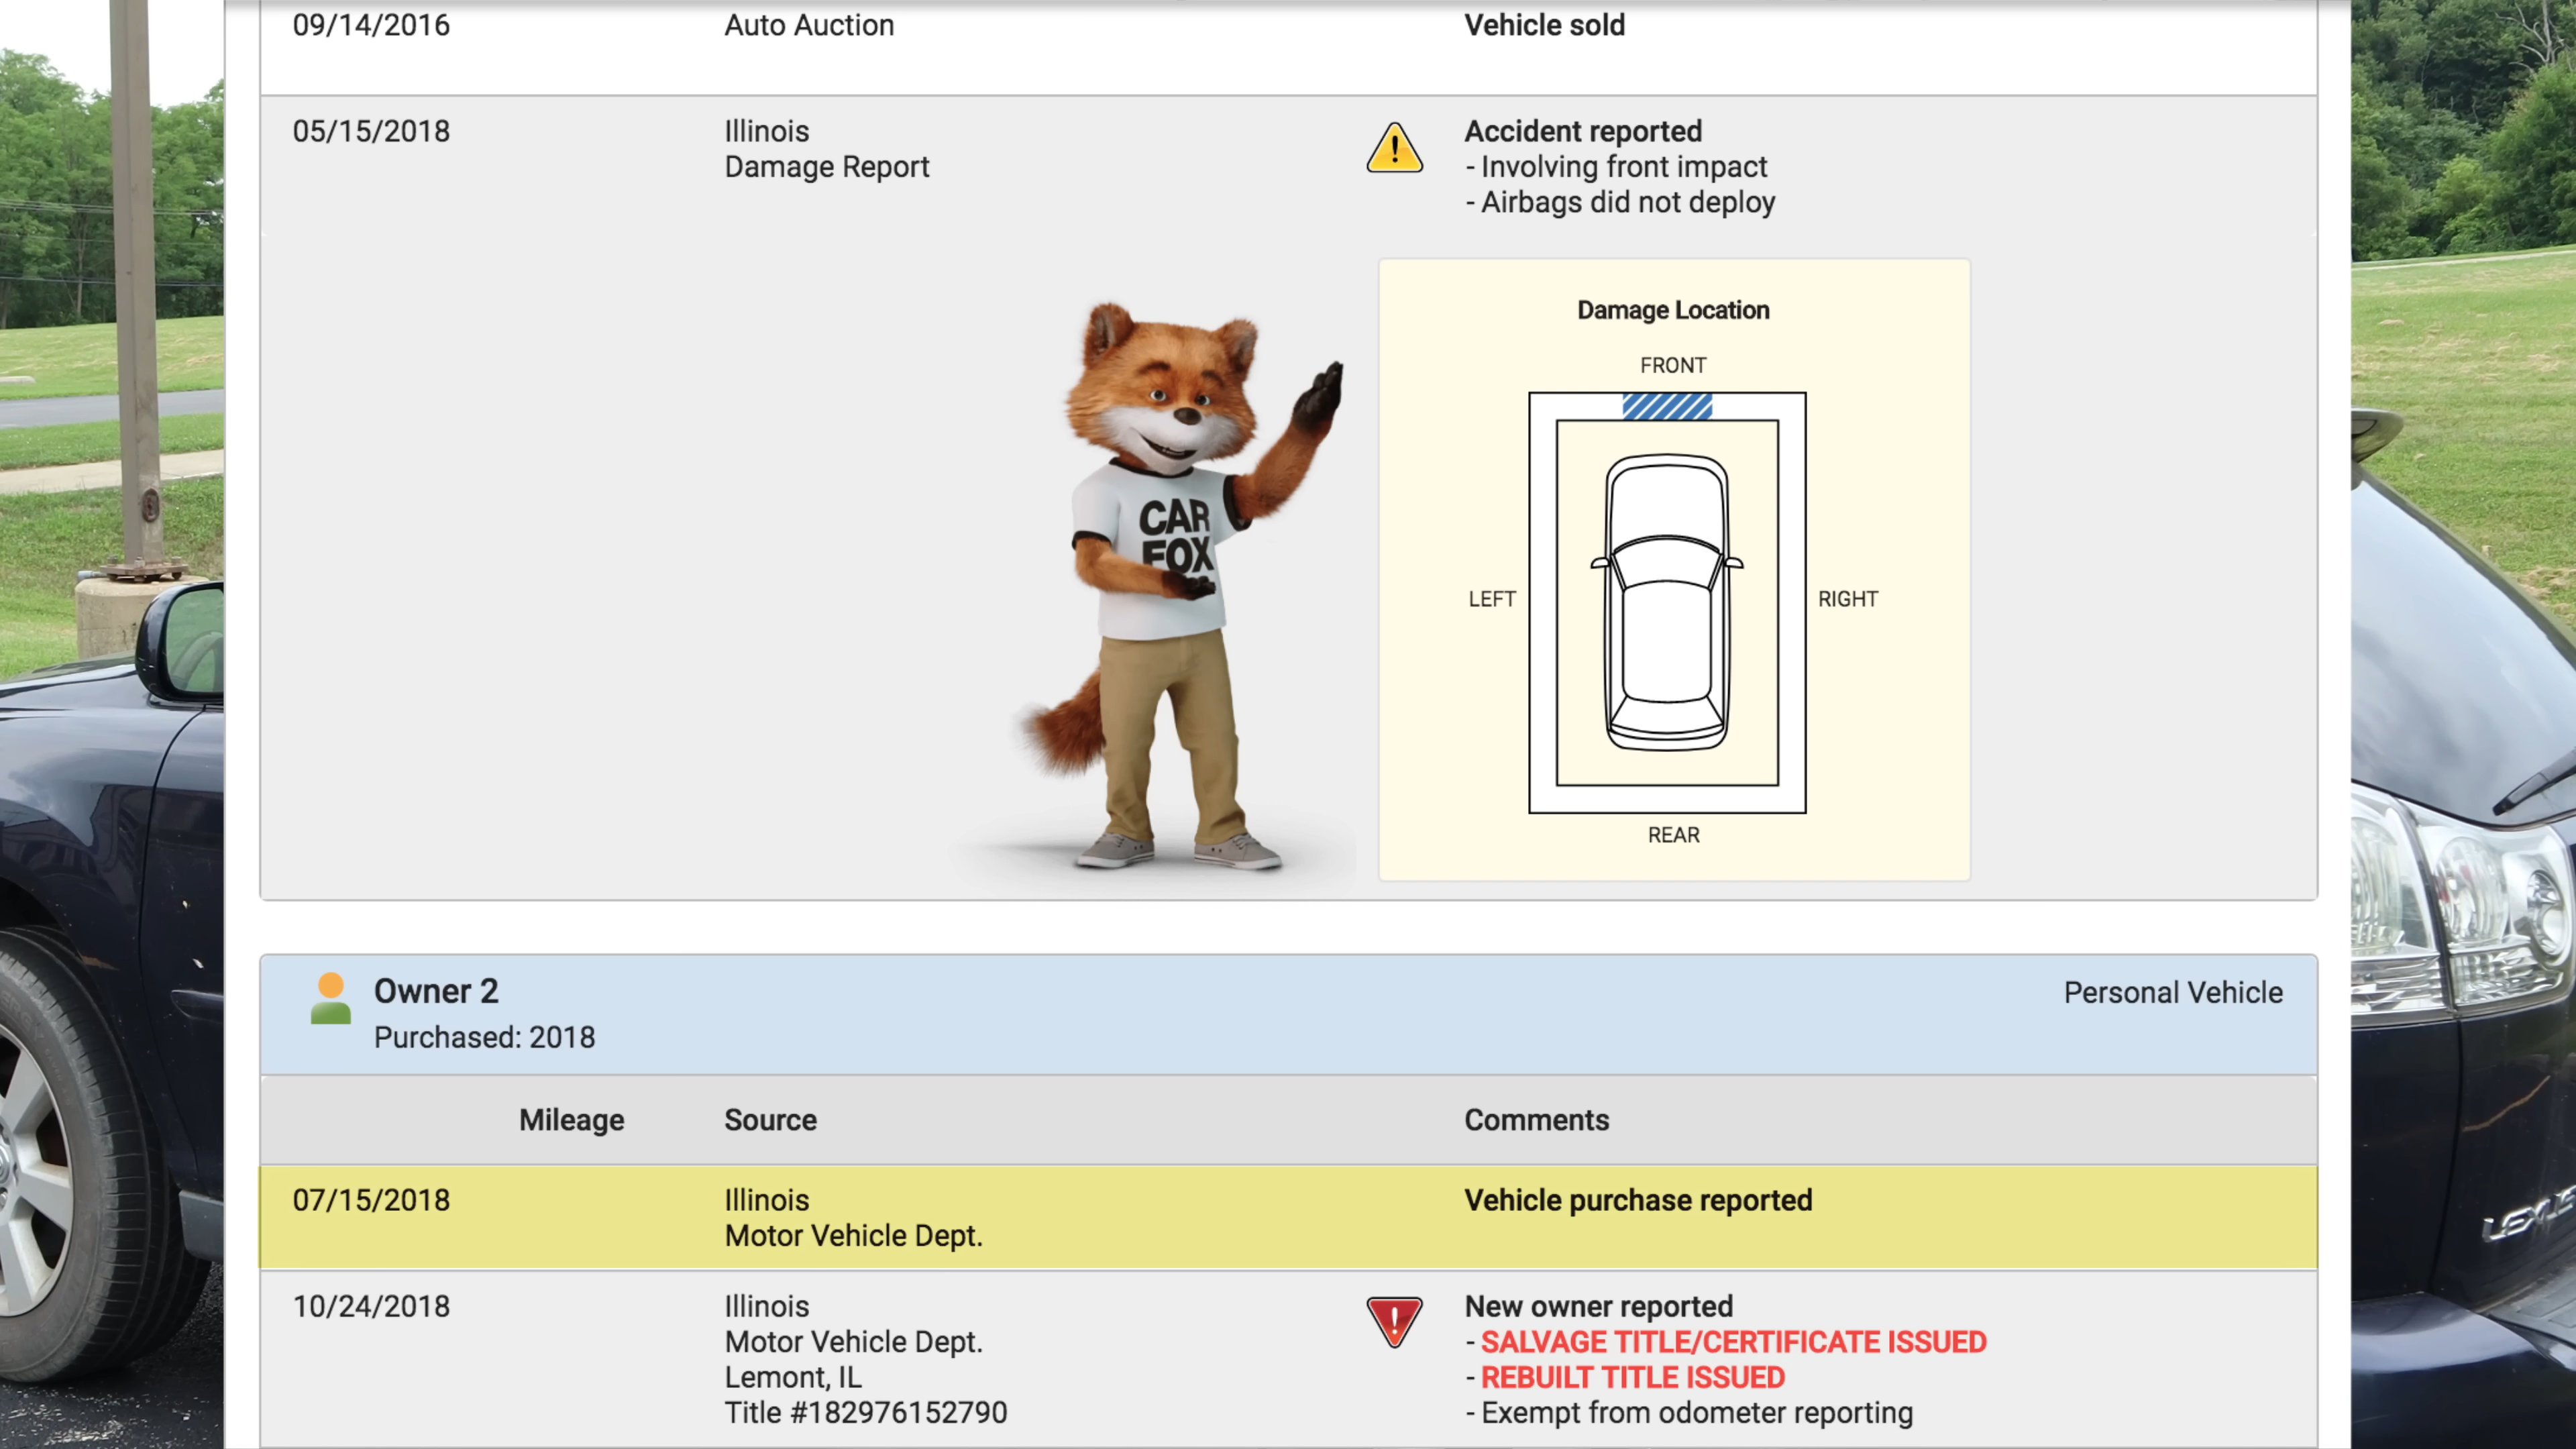 09/14/2016 Auto Auction Vehicle sold
05/15/2018 Illinois Accident reported
Damage Report - Involving front impact
- Airbags did not deploy
Damage Location
FRONT
CAR
FOX
LEFT RIGHT
REAR
Owner 2 Personal Vehicle
Purchased: 2018
Mileage Source Comments
07/15/2018 Illinois Vehicle purchase reported
Motor Vehicle Dept.
10/24/2018 Illinois New owner reported
Motor Vehicle Dept. - SALVAGE TITLE/CERTIFICATE ISSUED
Lemont, IL - REBUILT TITLE ISSUED
Title #182976152790 - Exempt from odometer reporting
LEXUS